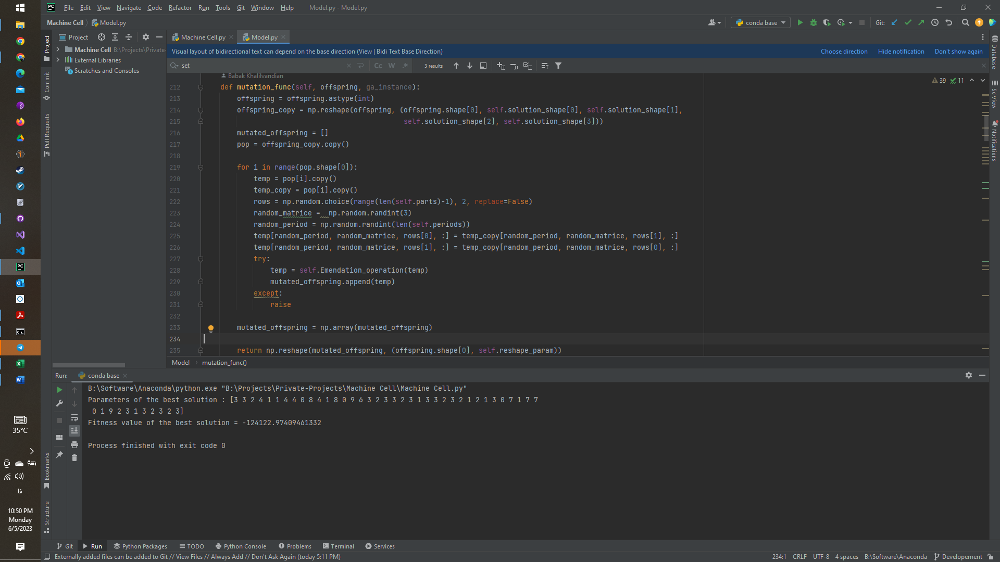 File Edit View Navigate Code Refactor Run Tools Git Window Help Model.py - Model.py
Machine Cell Model.py conda base Git:
Project Machine Cell.py Model.py
Machine Cell B:\Projects\Private-
External Libraries
Scratches and Consoles
Visual layout of bidirectional text can depend on the base direction (View | Bidi Text Base Direction) Choose direction Hide notification Don't show again
set Cc W .* 3 results
Babak Khalilvandian
39 11
212 def mutation_func(self, offspring, ga_instance):
213 offspring = offspring.astype(int)
214 offspring_copy = np.reshape(offspring, (offspring.shape[0], self.solution_shape[0], self.solution_shape[1],
215 self.solution_shape[2], self.solution_shape[3]))
216 mutated_offspring = []
217 pop = offspring_copy.copy()
218
219 for i in range(pop.shape[0]):
220 temp = pop[i].copy()
221 temp_copy = pop[i].copy()
222 rows = np.random.choice(range(len(self.parts)-1), 2, replace=False)
223 random_matrice =  np.random.randint(3)
224 random_period = np.random.randint(len(self.periods))
225 temp[random_period, random_matrice, rows[0], :] = temp_copy[random_period, random_matrice, rows[1], :]
226 temp[random_period, random_matrice, rows[1], :] = temp_copy[random_period, random_matrice, rows[0], :]
227 try:
228 temp = self.Emendation_operation(temp)
229 mutated_offspring.append(temp)
230 except:
231 raise
232
233 mutated_offspring = np.array(mutated_offspring)
234
235 return np.reshape(mutated_offspring, (offspring.shape[0], self.reshape_param))
Model mutation_func()
Run: conda base
B:\Software\Anaconda\python.exe "B:\Projects\Private-Projects\Machine Cell\Machine Cell.py"
Parameters of the best solution : [3 3 2 4 1 1 4 4 0 8 4 1 8 0 9 6 3 2 3 3 2 3 1 3 3 2 3 2 1 2 1 3 0 7 1 7 7
0 1 9 2 3 1 3 2 3 2 3]
Fitness value of the best solution = -124122.97409461332
Process finished with exit code 0
Project
Commit
Pull Requests
Bookmarks
Structure
Database
SciView
Notifications
35°C
فا
10:50 PM
Monday
6/5/2023
Git Run Python Packages TODO Python Console Problems Terminal Services
Externally added files can be added to Git // View Files // Always Add // Don't Ask Again (today 5:11 PM) 234:1 CRLF UTF-8 4 spaces B:\Software\Anaconda Developement